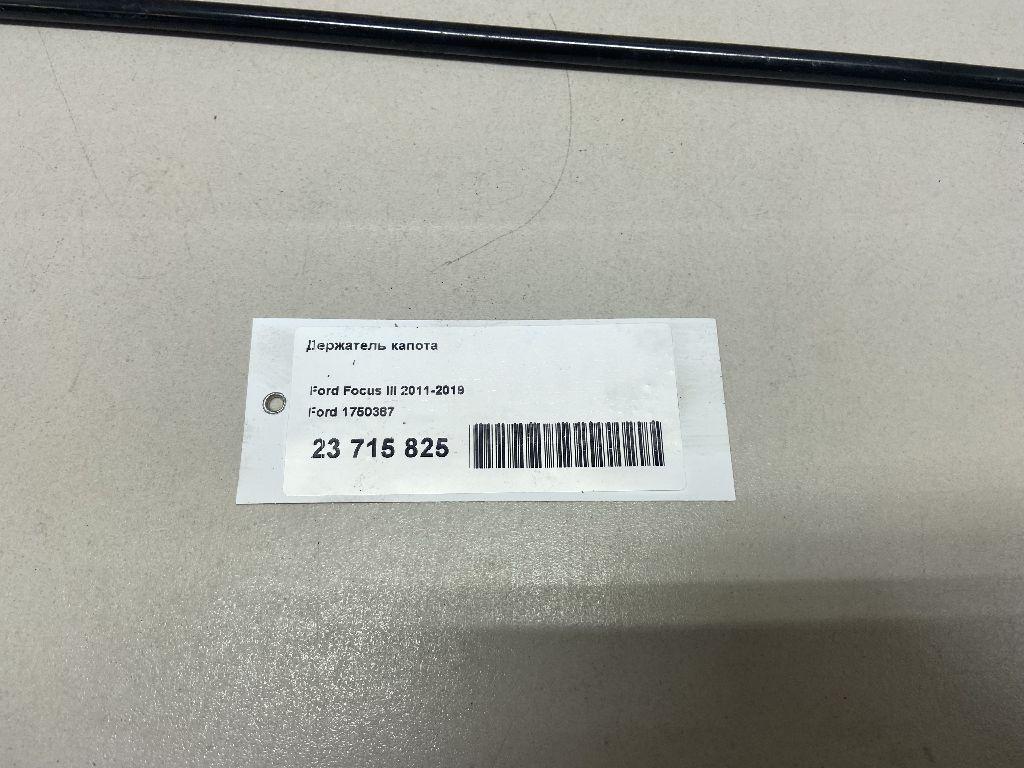 Держатель капота
Ford Focus III 2011-2019
Ford 1750367
23 715 825